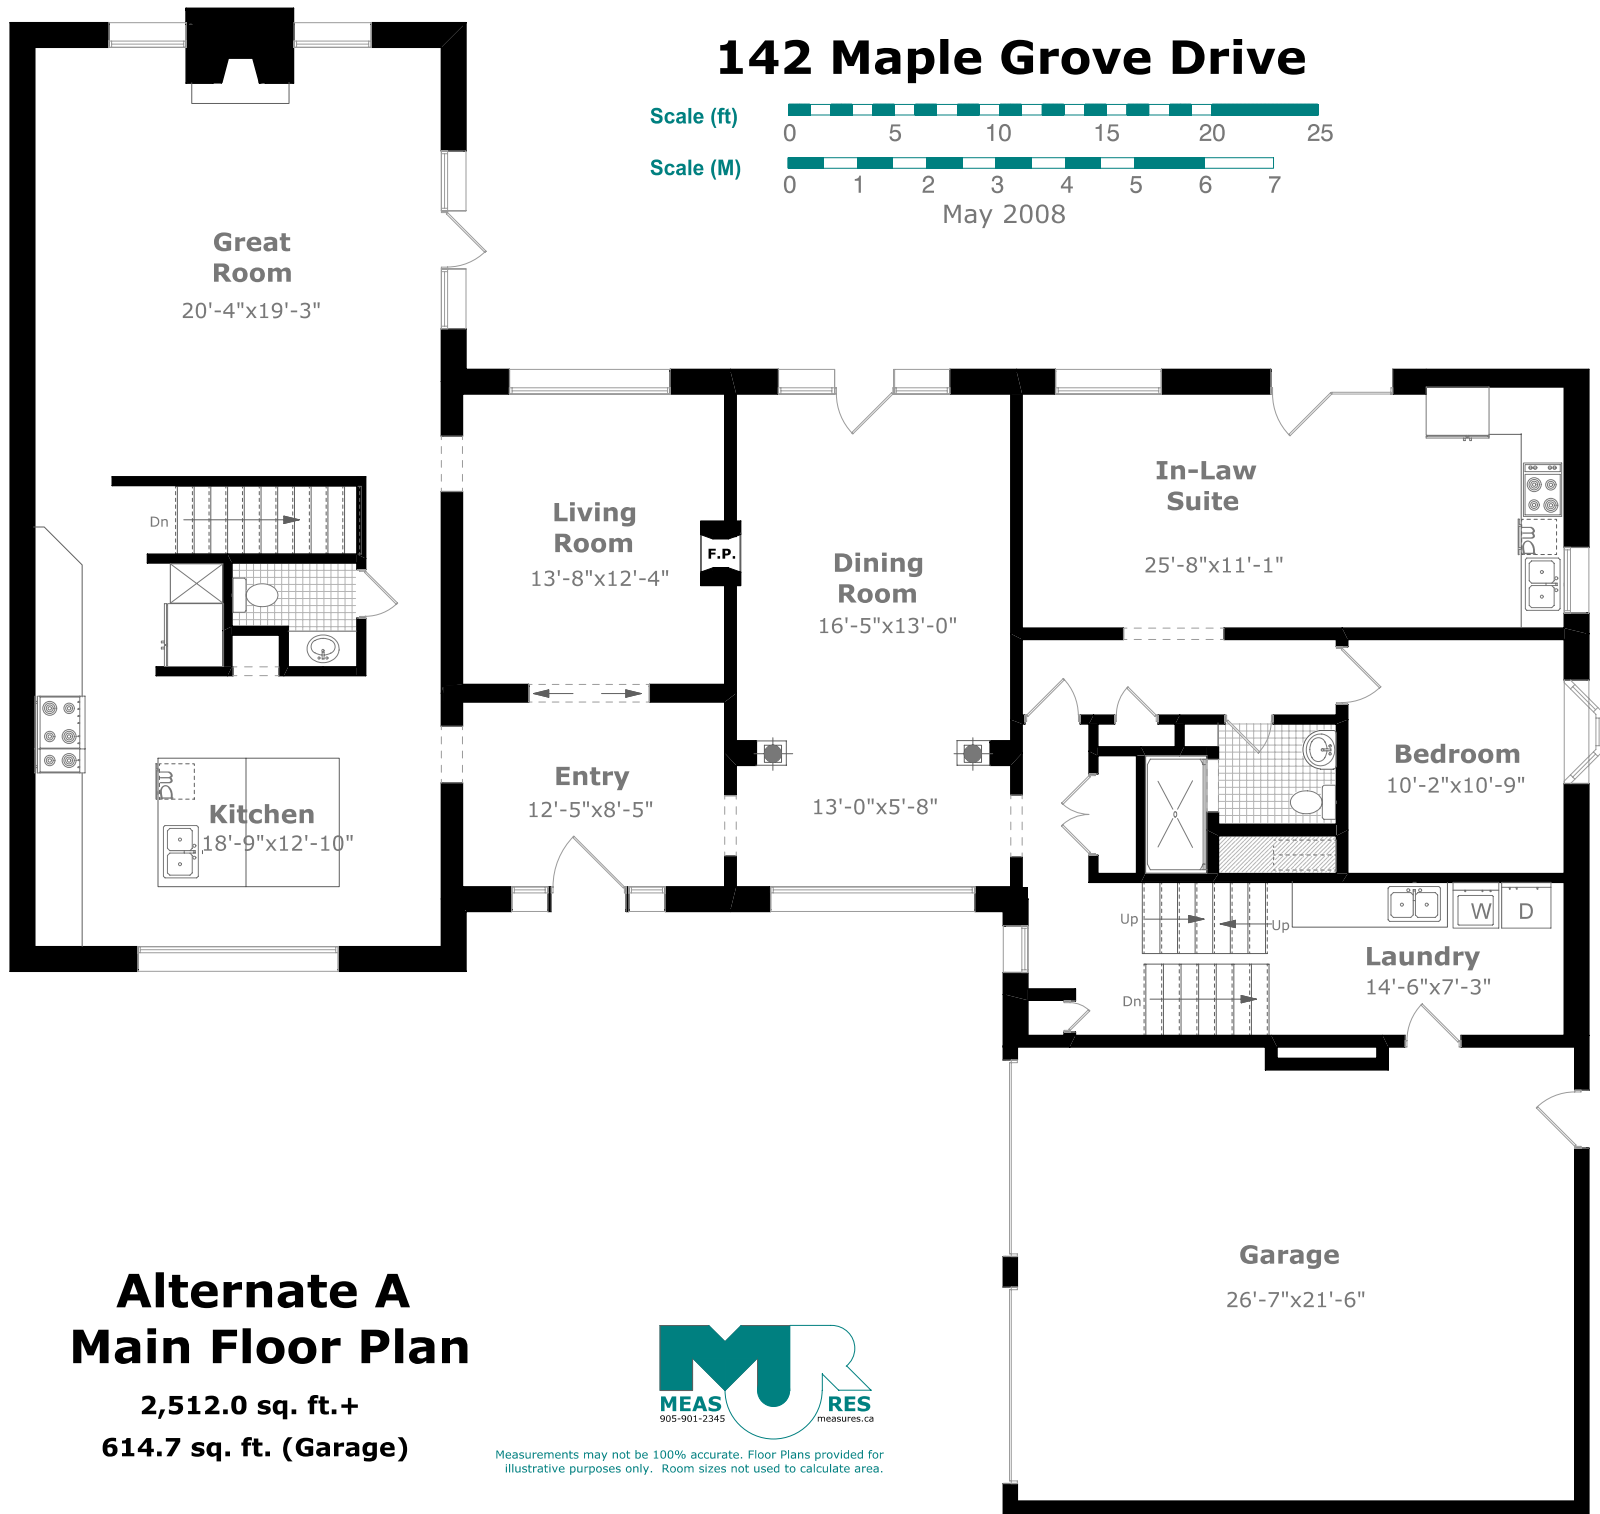 142 Maple Grove Drive
Scale (ft)
0 5 10 15 20 25
Scale (M)
0 1 2 3 4 5 6 7
May 2008
Great
Room
20'-4"x19'-3"
Dn
Living
Room
13'-8"x12'-4"
F.P.
Dining
Room
16'-5"x13'-0"
In-Law
Suite
25'-8"x11'-1"
Kitchen
18'-9"x12'-10"
Entry
12'-5"x8'-5"
13'-0"x5'-8"
Bedroom
10'-2"x10'-9"
Up
Up
W
D
Laundry
14'-6"x7'-3"
Dn
Garage
26'-7"x21'-6"
Alternate A
Main Floor Plan
2,512.0 sq. ft.+
614.7 sq. ft. (Garage)
MEASURES
905-901-2345
measures.ca
Measurements may not be 100% accurate. Floor Plans provided for
illustrative purposes only. Room sizes not used to calculate area.